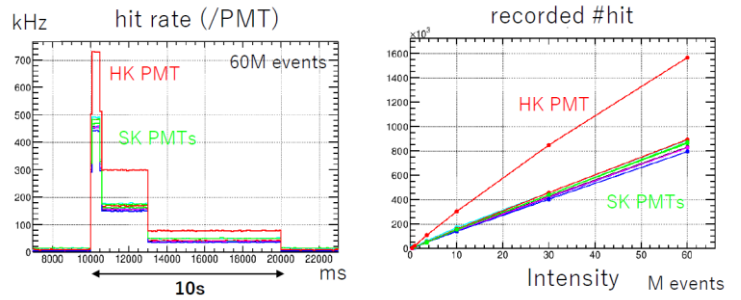 hit rate (/PMT)
kHz
60M events
700
600
500
400
300
200
100
0
HK PMT
SK PMTs
8000 10000 12000 14000 16000 18000 20000 22000
ms
10s
recorded #hit
×10³
1600
1400
1200
1000
800
600
400
200
0
HK PMT
SK PMTs
0 10 20 30 40 50 60
Intensity M events